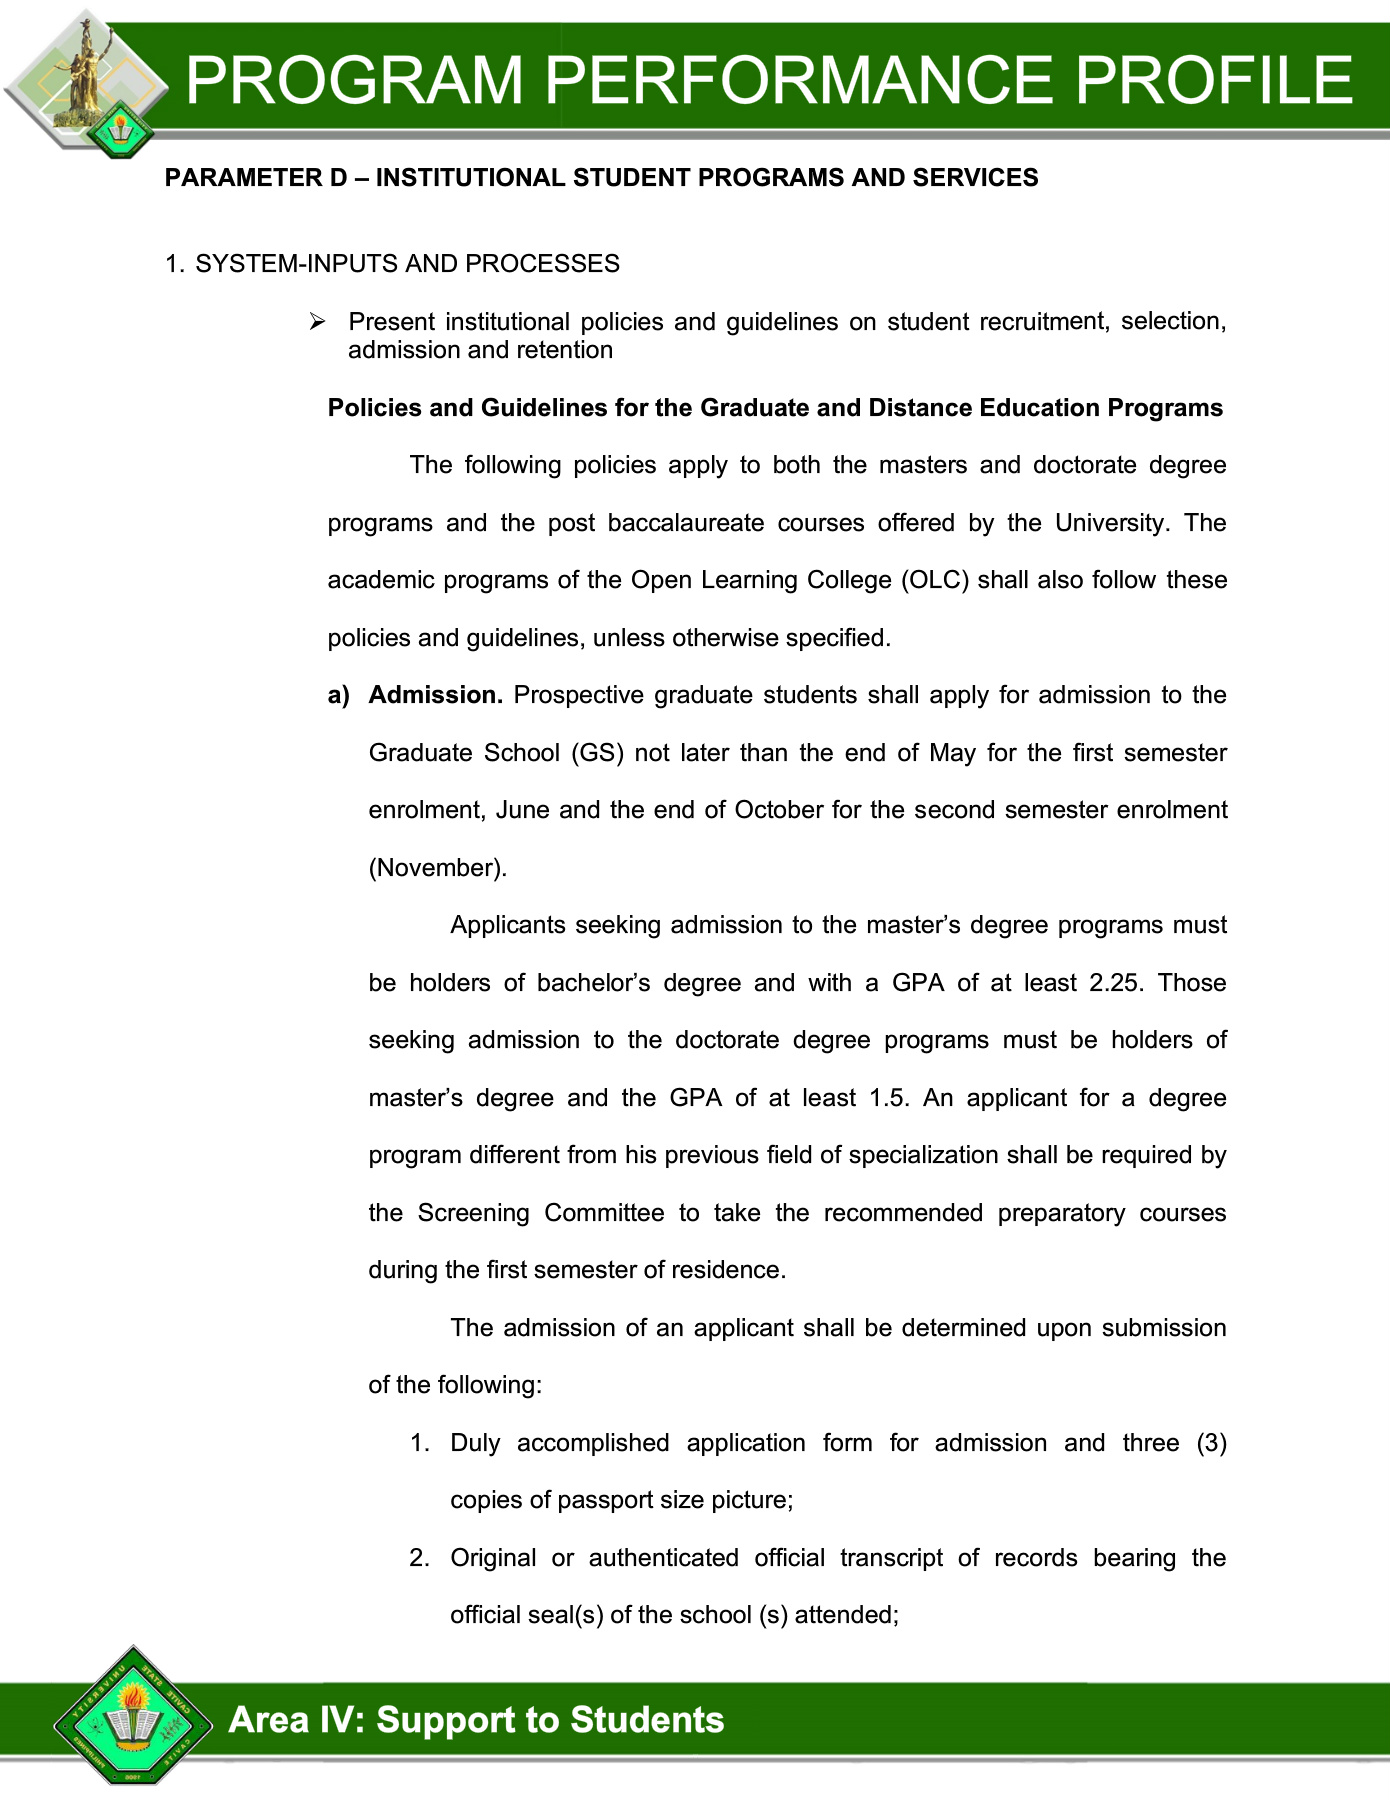 PROGRAM PERFORMANCE PROFILE
PARAMETER D – INSTITUTIONAL STUDENT PROGRAMS AND SERVICES
1. SYSTEM-INPUTS AND PROCESSES
➢ Present institutional policies and guidelines on student recruitment, selection,
admission and retention
Policies and Guidelines for the Graduate and Distance Education Programs
The following policies apply to both the masters and doctorate degree
programs and the post baccalaureate courses offered by the University. The
academic programs of the Open Learning College (OLC) shall also follow these
policies and guidelines, unless otherwise specified.
a) Admission. Prospective graduate students shall apply for admission to the
Graduate School (GS) not later than the end of May for the first semester
enrolment, June and the end of October for the second semester enrolment
(November).
Applicants seeking admission to the master’s degree programs must
be holders of bachelor’s degree and with a GPA of at least 2.25. Those
seeking admission to the doctorate degree programs must be holders of
master’s degree and the GPA of at least 1.5. An applicant for a degree
program different from his previous field of specialization shall be required by
the Screening Committee to take the recommended preparatory courses
during the first semester of residence.
The admission of an applicant shall be determined upon submission
of the following:
1. Duly accomplished application form for admission and three (3)
copies of passport size picture;
2. Original or authenticated official transcript of records bearing the
official seal(s) of the school (s) attended;
CAVITE STATE UNIVERSITY
CAVITE PHILIPPINES
Area IV: Support to Students